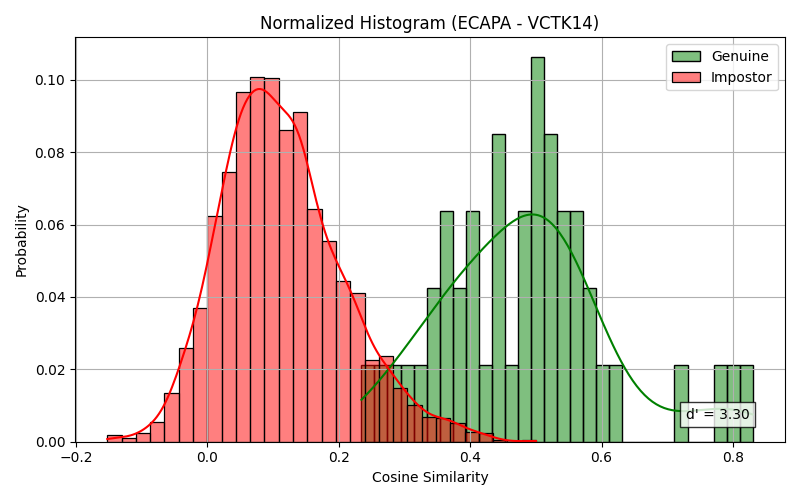 Normalized Histogram (ECAPA - VCTK14)
Genuine
Impostor
0.10
0.08
0.06
0.04
0.02
0.00
Probability
d' = 3.30
−0.2 0.0 0.2 0.4 0.6 0.8
Cosine Similarity